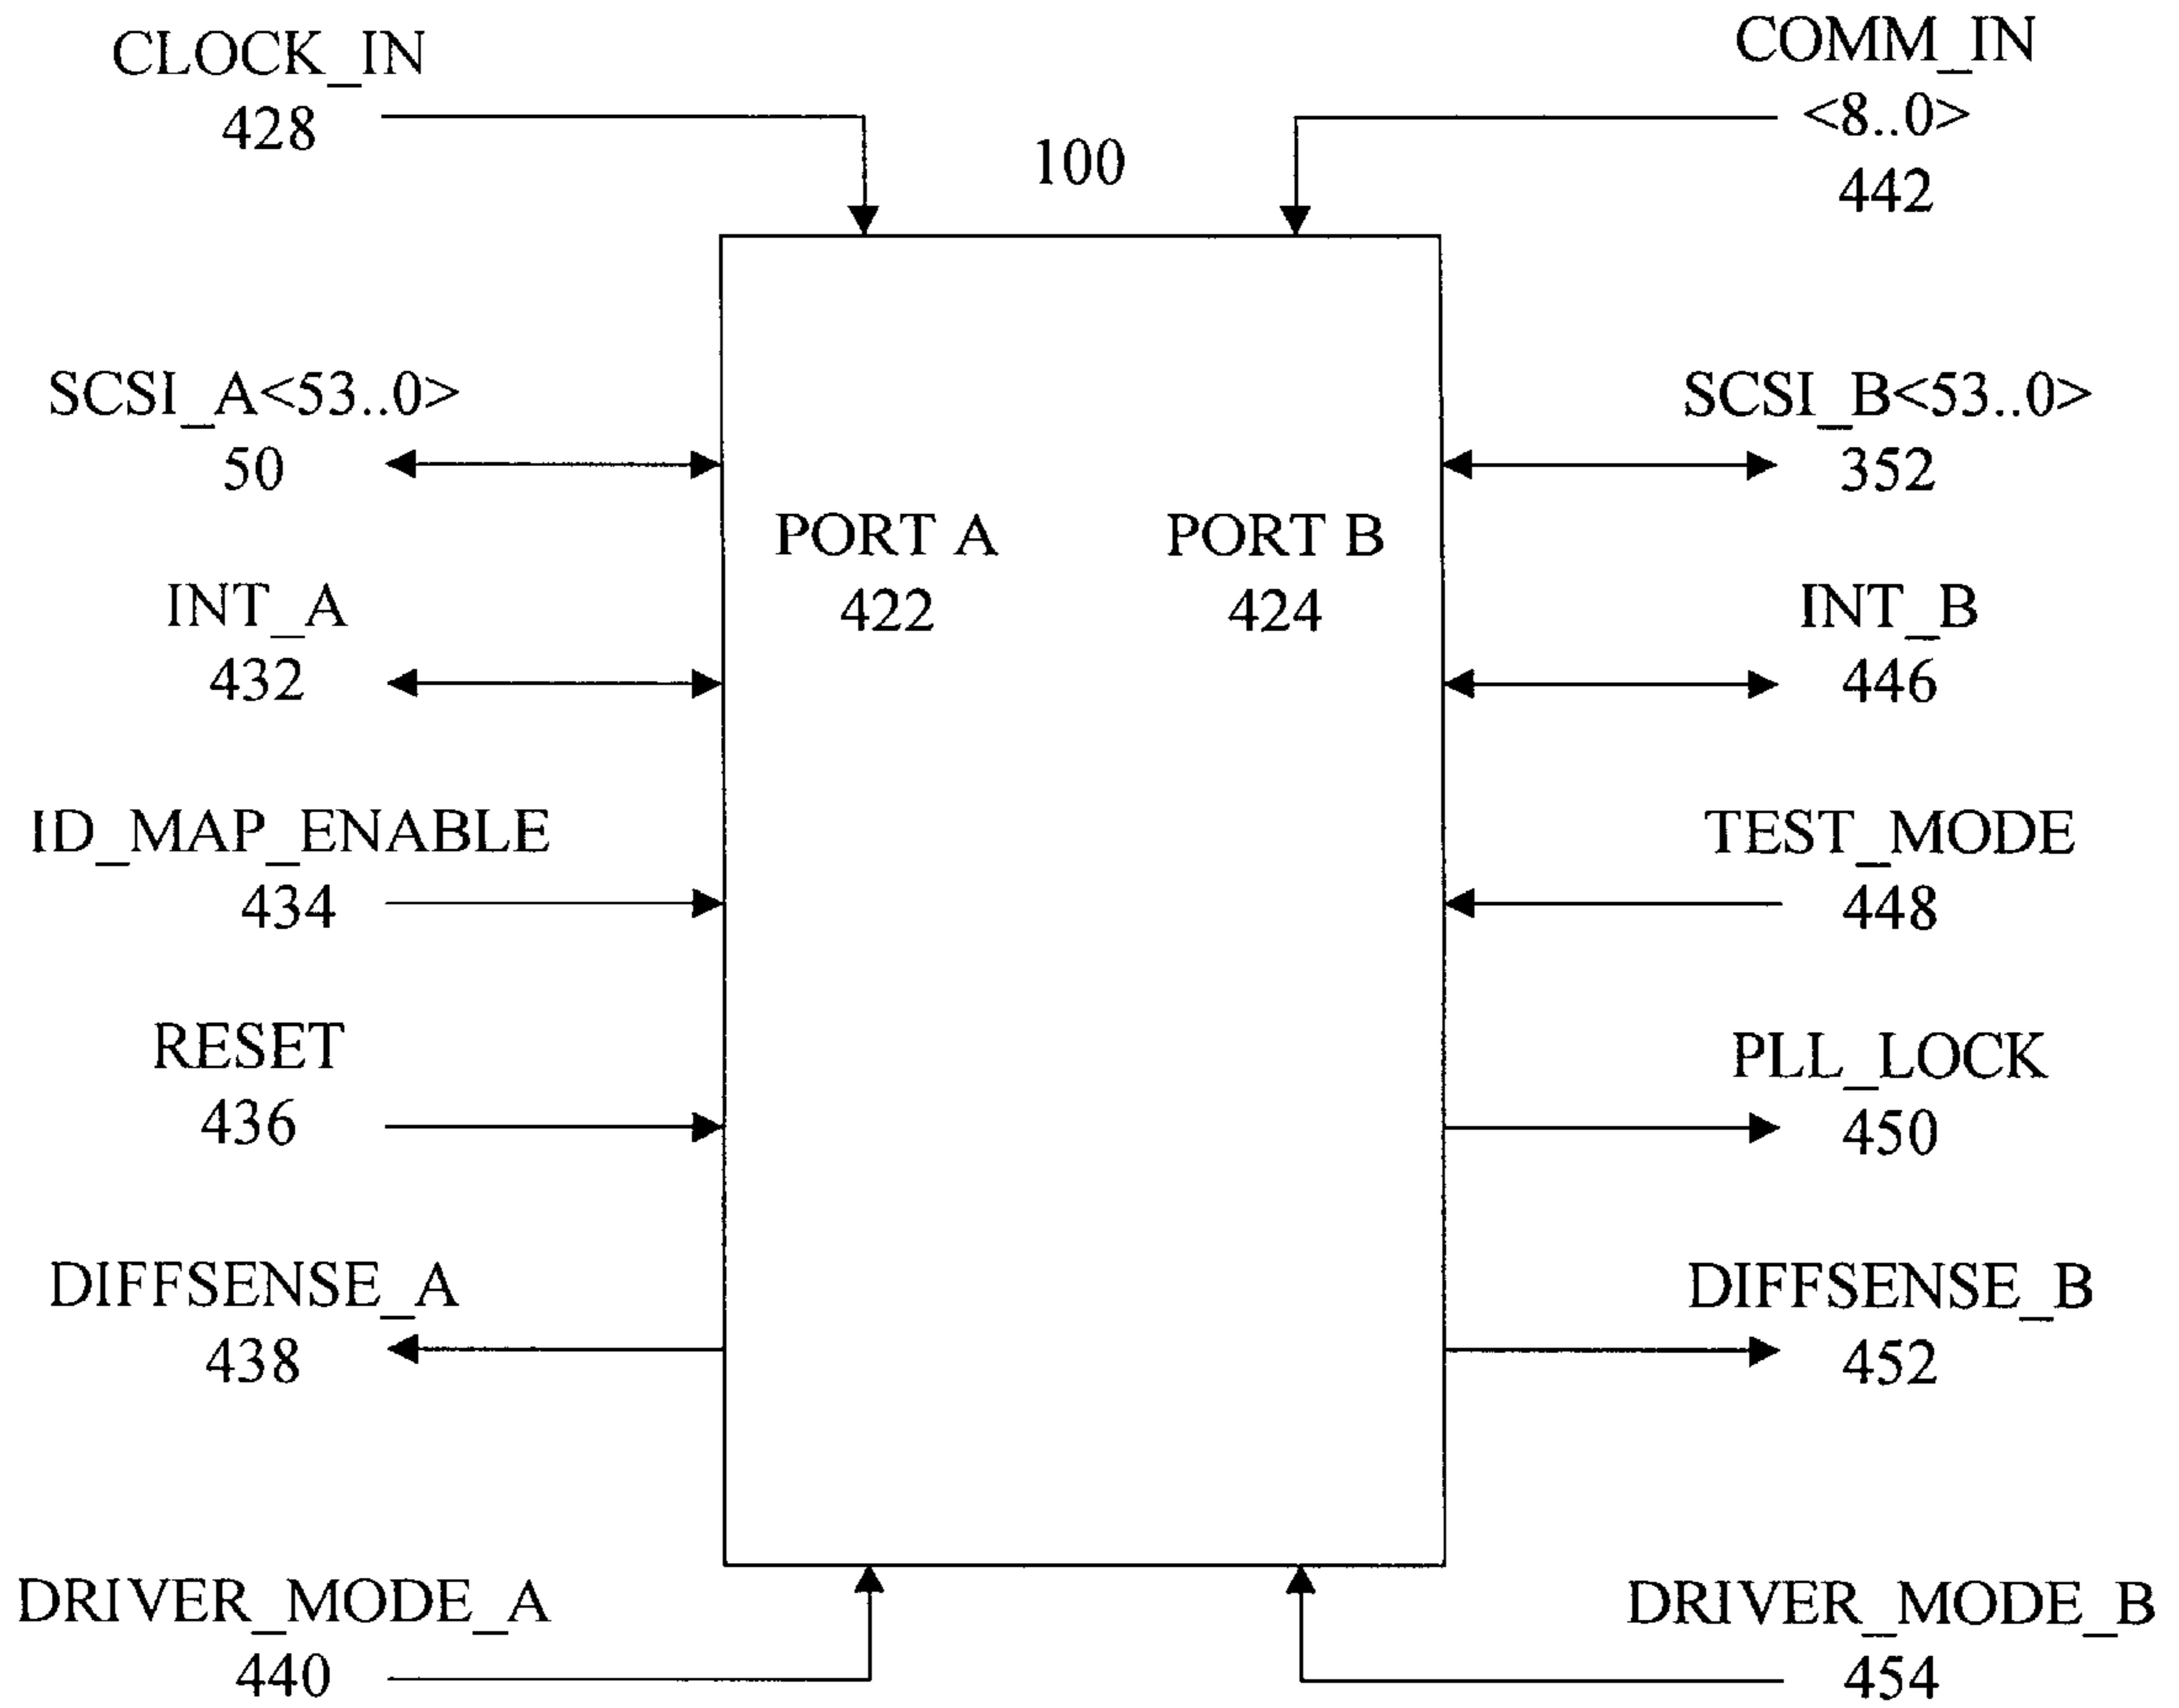 CLOCK_IN
428
COMM_IN
<8..0>
442
100
SCSI_A<53..0>
50
SCSI_B<53..0>
352
PORT A
422
PORT B
424
INT_A
432
INT_B
446
ID_MAP_ENABLE
434
TEST_MODE
448
RESET
436
PLL_LOCK
450
DIFFSENSE_A
438
DIFFSENSE_B
452
DRIVER_MODE_A
440
DRIVER_MODE_B
454